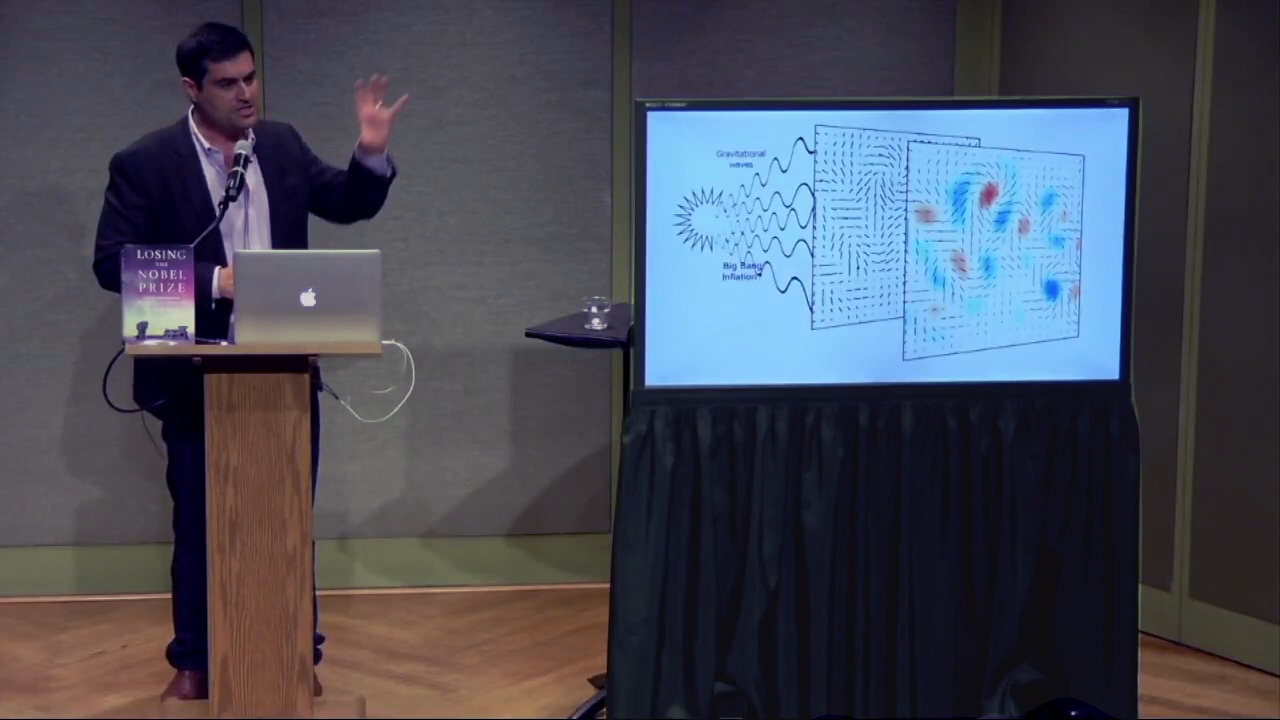 LOSING
THE
NOBEL
PRIZE
Gravitational
waves
Big Bang
Inflation?